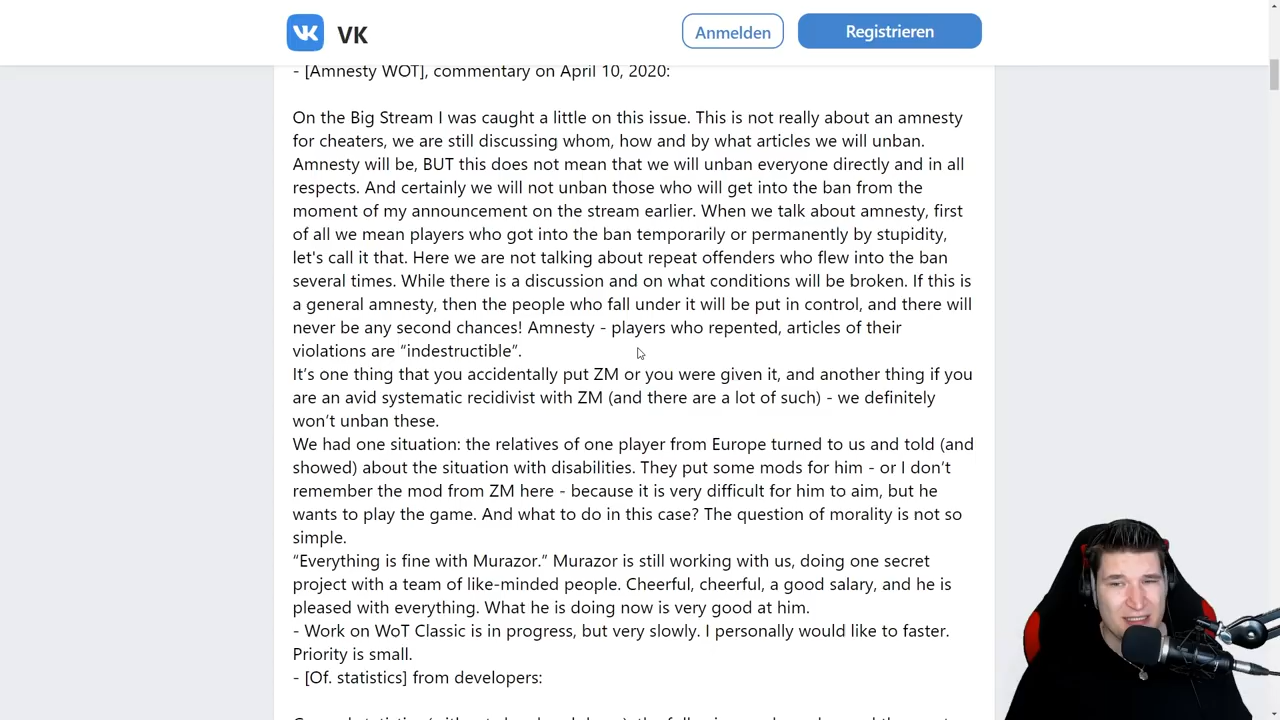 VK
Anmelden
Registrieren
- [Amnesty WOT], commentary on April 10, 2020:
On the Big Stream I was caught a little on this issue. This is not really about an amnesty
for cheaters, we are still discussing whom, how and by what articles we will unban.
Amnesty will be, BUT this does not mean that we will unban everyone directly and in all
respects. And certainly we will not unban those who will get into the ban from the
moment of my announcement on the stream earlier. When we talk about amnesty, first
of all we mean players who got into the ban temporarily or permanently by stupidity,
let's call it that. Here we are not talking about repeat offenders who flew into the ban
several times. While there is a discussion and on what conditions will be broken. If this is
a general amnesty, then the people who fall under it will be put in control, and there will
never be any second chances! Amnesty - players who repented, articles of their
violations are “indestructible”.
It’s one thing that you accidentally put ZM or you were given it, and another thing if you
are an avid systematic recidivist with ZM (and there are a lot of such) - we definitely
won’t unban these.
We had one situation: the relatives of one player from Europe turned to us and told (and
showed) about the situation with disabilities. They put some mods for him - or I don’t
remember the mod from ZM here - because it is very difficult for him to aim, but he
wants to play the game. And what to do in this case? The question of morality is not so
simple.
“Everything is fine with Murazor.” Murazor is still working with us, doing one secret
project with a team of like-minded people. Cheerful, cheerful, a good salary, and he is
pleased with everything. What he is doing now is very good at him.
- Work on WoT Classic is in progress, but very slowly. I personally would like to faster.
Priority is small.
- [Of. statistics] from developers: